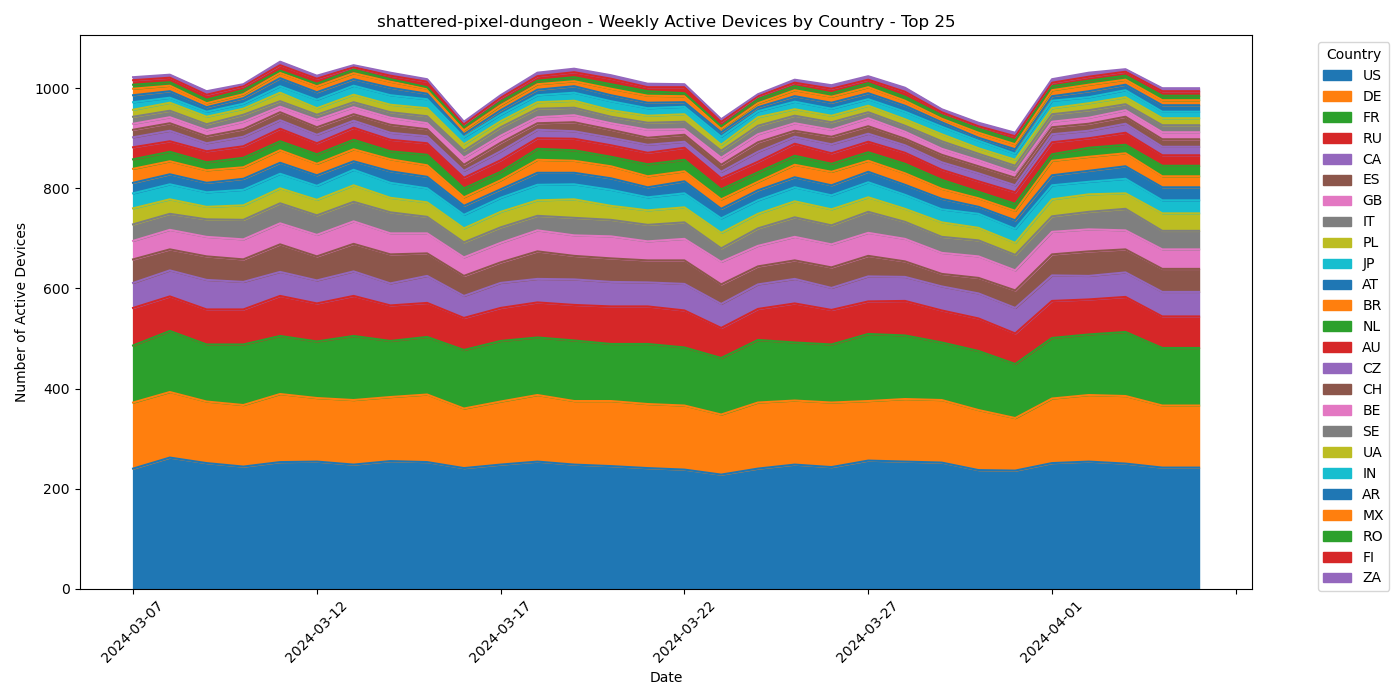 shattered-pixel-dungeon - Weekly Active Devices by Country - Top 25
Number of Active Devices
1000
800
600
400
200
0
2024-03-07
2024-03-12
2024-03-17
2024-03-22
2024-03-27
2024-04-01
Date
Country
US
DE
FR
RU
CA
ES
GB
IT
PL
JP
AT
BR
NL
AU
CZ
CH
BE
SE
UA
IN
AR
MX
RO
FI
ZA